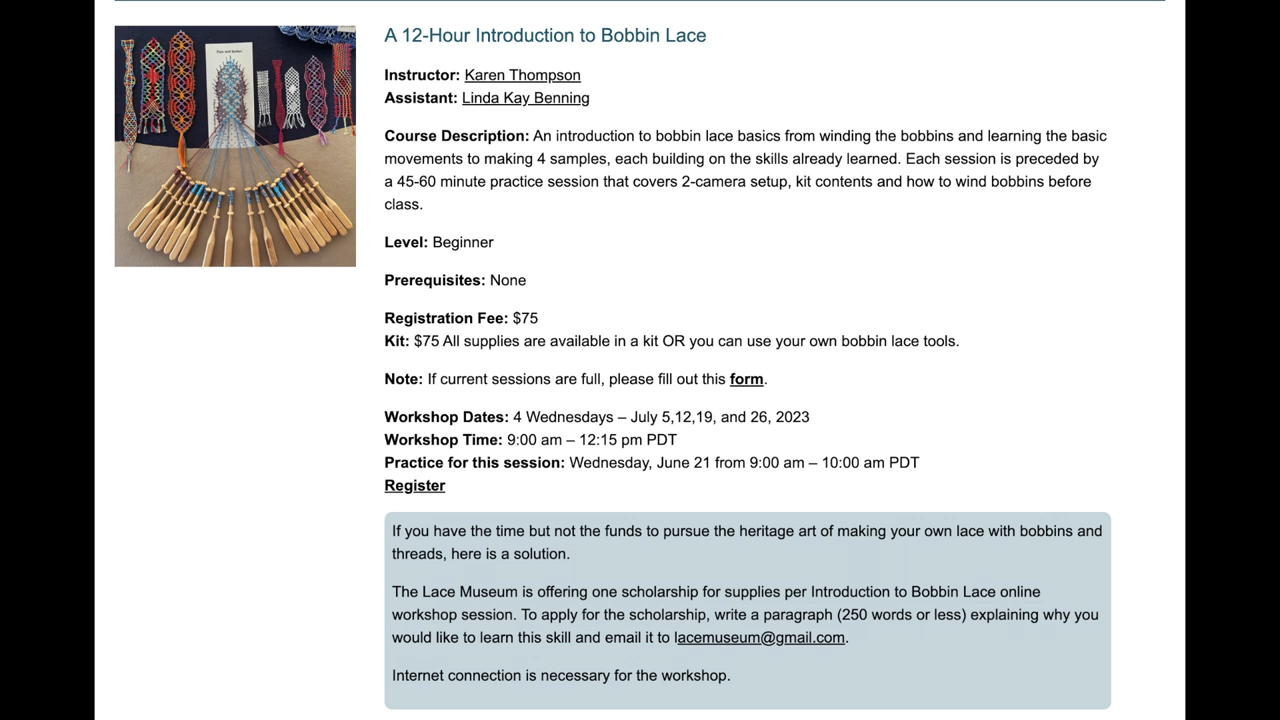 A 12-Hour Introduction to Bobbin Lace
Instructor: Karen Thompson
Assistant: Linda Kay Benning
Course Description: An introduction to bobbin lace basics from winding the bobbins and learning the basic
movements to making 4 samples, each building on the skills already learned. Each session is preceded by
a 45-60 minute practice session that covers 2-camera setup, kit contents and how to wind bobbins before
class.
Level: Beginner
Prerequisites: None
Registration Fee: $75
Kit: $75 All supplies are available in a kit OR you can use your own bobbin lace tools.
Note: If current sessions are full, please fill out this form.
Workshop Dates: 4 Wednesdays – July 5,12,19, and 26, 2023
Workshop Time: 9:00 am – 12:15 pm PDT
Practice for this session: Wednesday, June 21 from 9:00 am – 10:00 am PDT
Register
If you have the time but not the funds to pursue the heritage art of making your own lace with bobbins and
threads, here is a solution.
The Lace Museum is offering one scholarship for supplies per Introduction to Bobbin Lace online
workshop session. To apply for the scholarship, write a paragraph (250 words or less) explaining why you
would like to learn this skill and email it to lacemuseum@gmail.com.
Internet connection is necessary for the workshop.